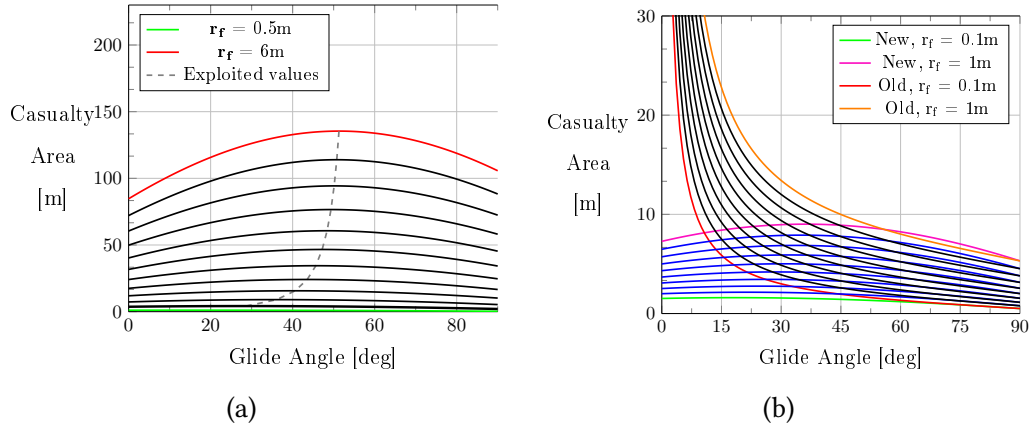 r_f = 0.5m
r_f = 6m
Exploited values
Casualty
Area
[m]
200
150
100
50
0
0 20 40 60 80
Glide Angle [deg]
(a)
New, r_f = 0.1m
New, r_f = 1m
Old, r_f = 0.1m
Old, r_f = 1m
Casualty
Area
[m]
30
20
10
0
0 15 30 45 60 75 90
Glide Angle [deg]
(b)